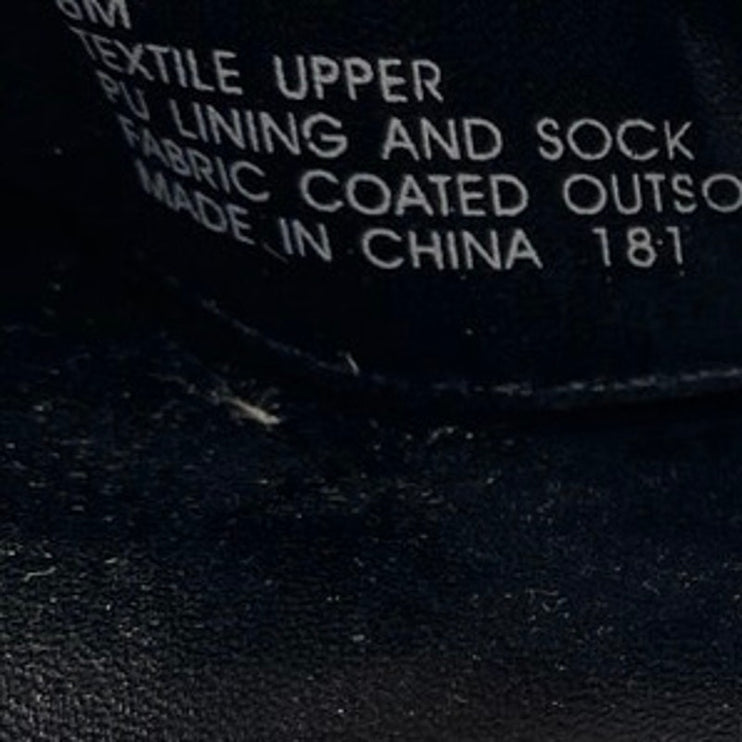 TEXTILE UPPER
PU LINING AND SOCK
FABRIC COATED OUTSO
MADE IN CHINA 181